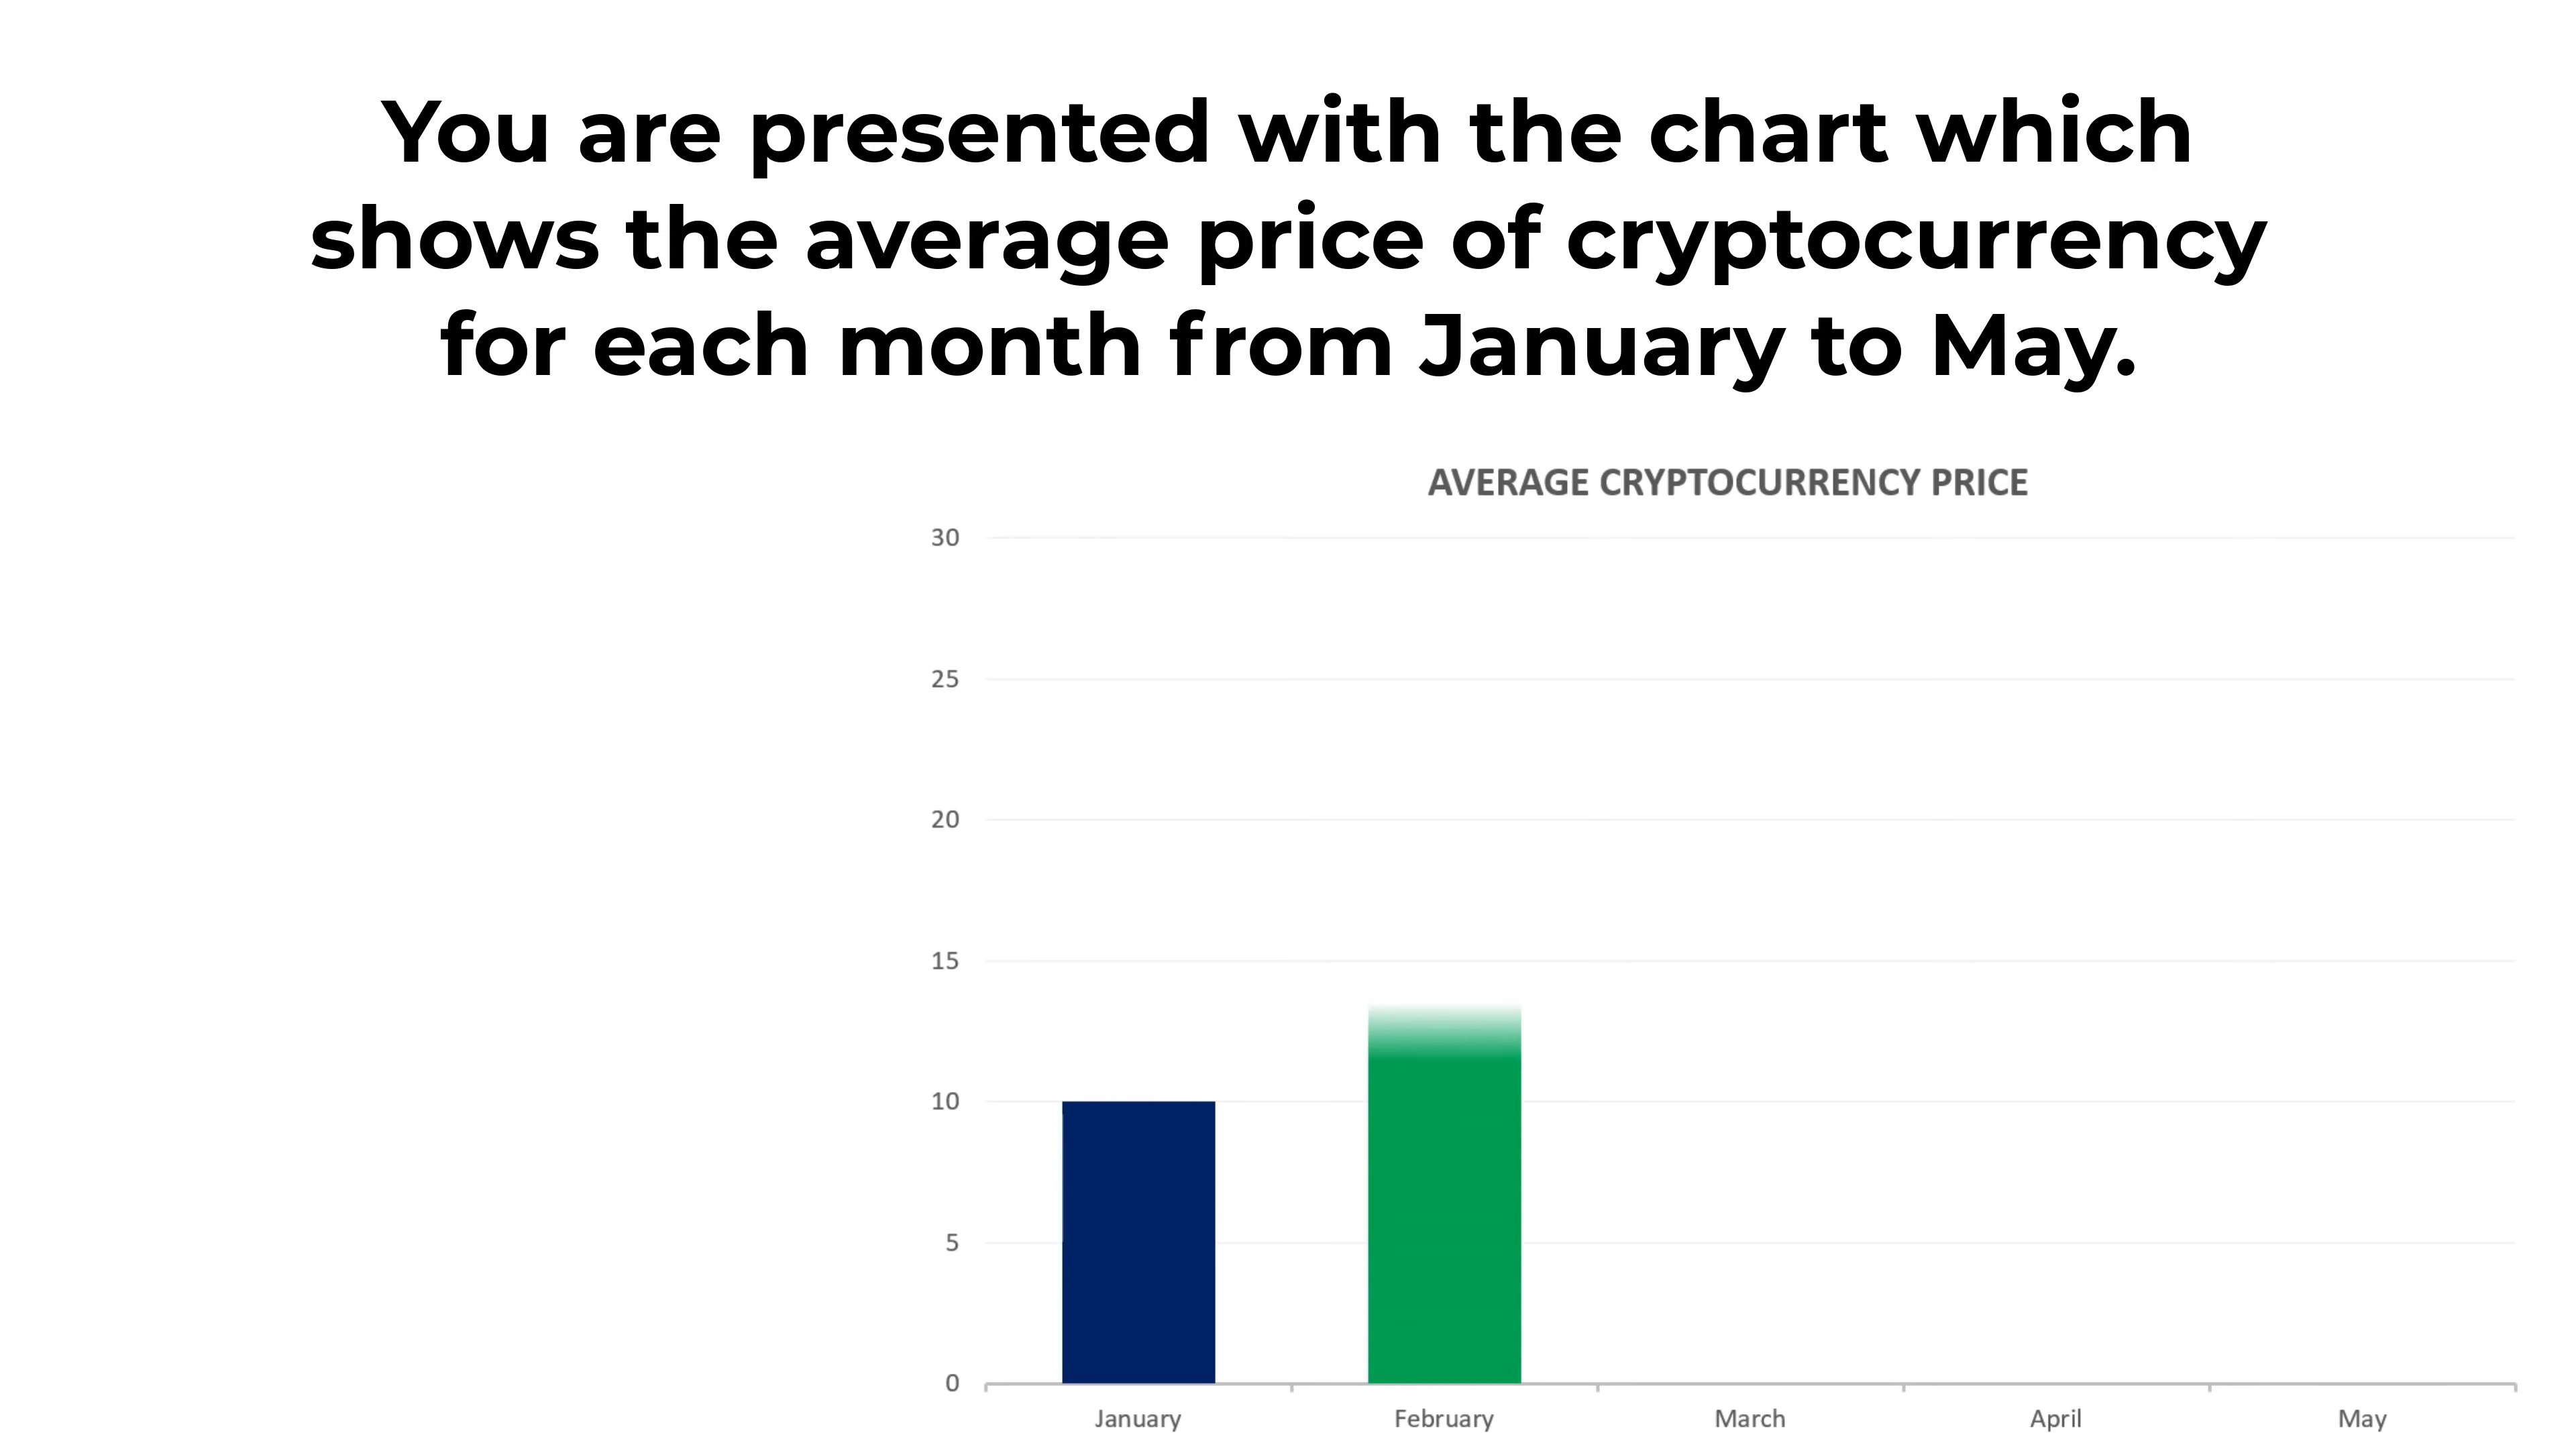 You are presented with the chart which
shows the average price of cryptocurrency
for each month from January to May.
AVERAGE CRYPTOCURRENCY PRICE
30
25
20
15
10
5
0
January February March April May